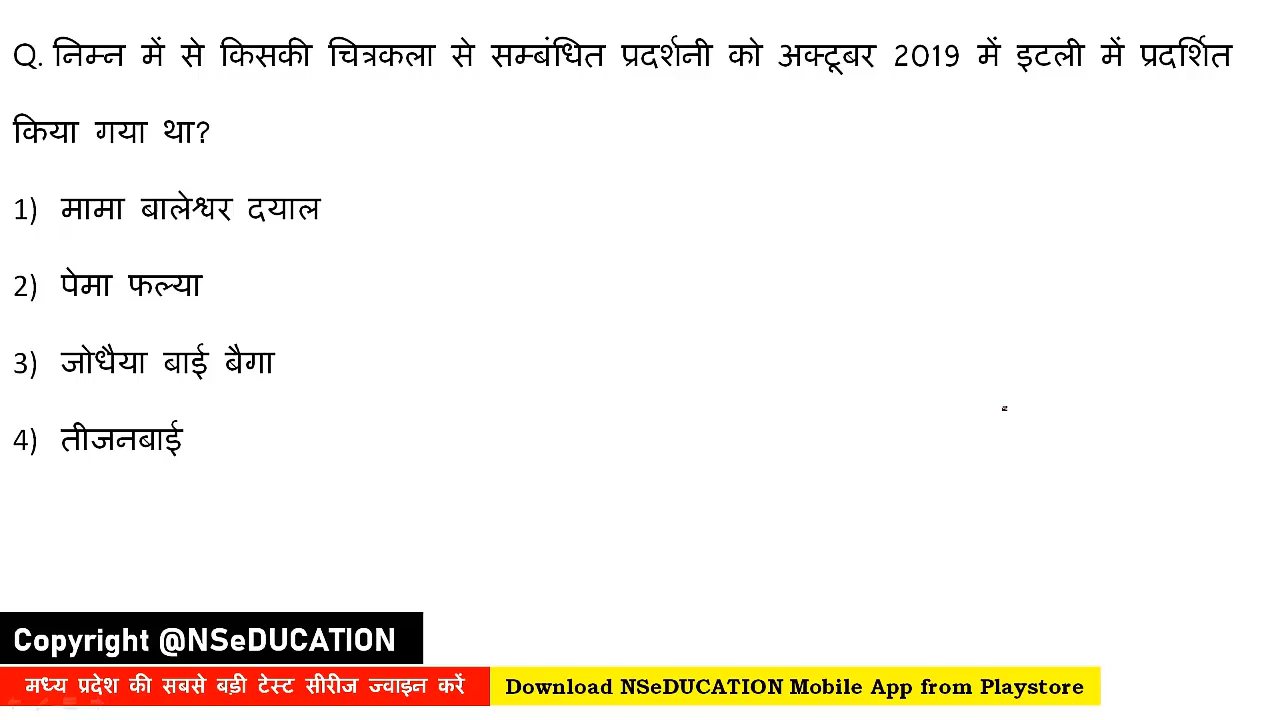 Q. निम्न में से किसकी चित्रकला से सम्बंधित प्रदर्शनी को अक्टूबर 2019 में इटली में प्रदर्शित
किया गया था?
1) मामा बालेश्वर दयाल
2) पेमा फल्या
3) जोधैया बाई बैगा
4) तीजनबाई
Copyright @NSeDUCATION
मध्य प्रदेश की सबसे बड़ी टेस्ट सीरीज ज्वाइन करें Download NSeDUCATION Mobile App from Playstore